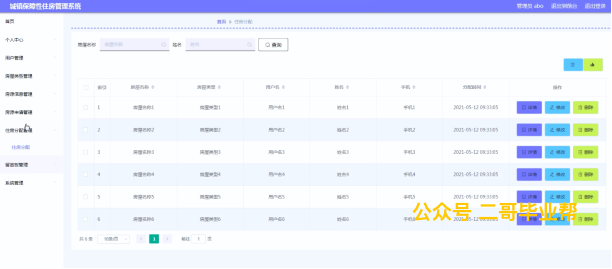 城镇保障性住房管理系统
管理员 abo 退出到前台 退出登录
首页
首页 住房分配
个人中心
用户管理
房屋类型管理
房源信息管理
房源申请管理
住房分配管理
住房分配
留言板管理
系统管理
房屋名称 房屋名称 姓名 姓名 查询
索引 房屋名称 房屋类型 用户名 姓名 手机 分配时间 操作
1 房屋名称1 房屋类型1 用户名1 姓名1 手机1 2021-05-12 09:31:05 详情 修改 删除
2 房屋名称2 房屋类型2 用户名2 姓名2 手机2 2021-05-12 09:31:05 详情 修改 删除
3 房屋名称3 房屋类型3 用户名3 姓名3 手机3 2021-05-12 09:31:05 详情 修改 删除
4 房屋名称4 房屋类型4 用户名4 姓名4 手机4 2021-05-12 09:31:05 详情 修改 删除
5 房屋名称5 房屋类型5 用户名5 姓名5 手机5 2021-05-12 09:31:05 详情 修改 删除
6 房屋名称6 房屋类型6 用户名6 姓名6 手机6 2021-05-12 09:31:05 详情 修改 删除
公众号 二哥毕业帮
共 6 条 10条/页 1 前往 1 页